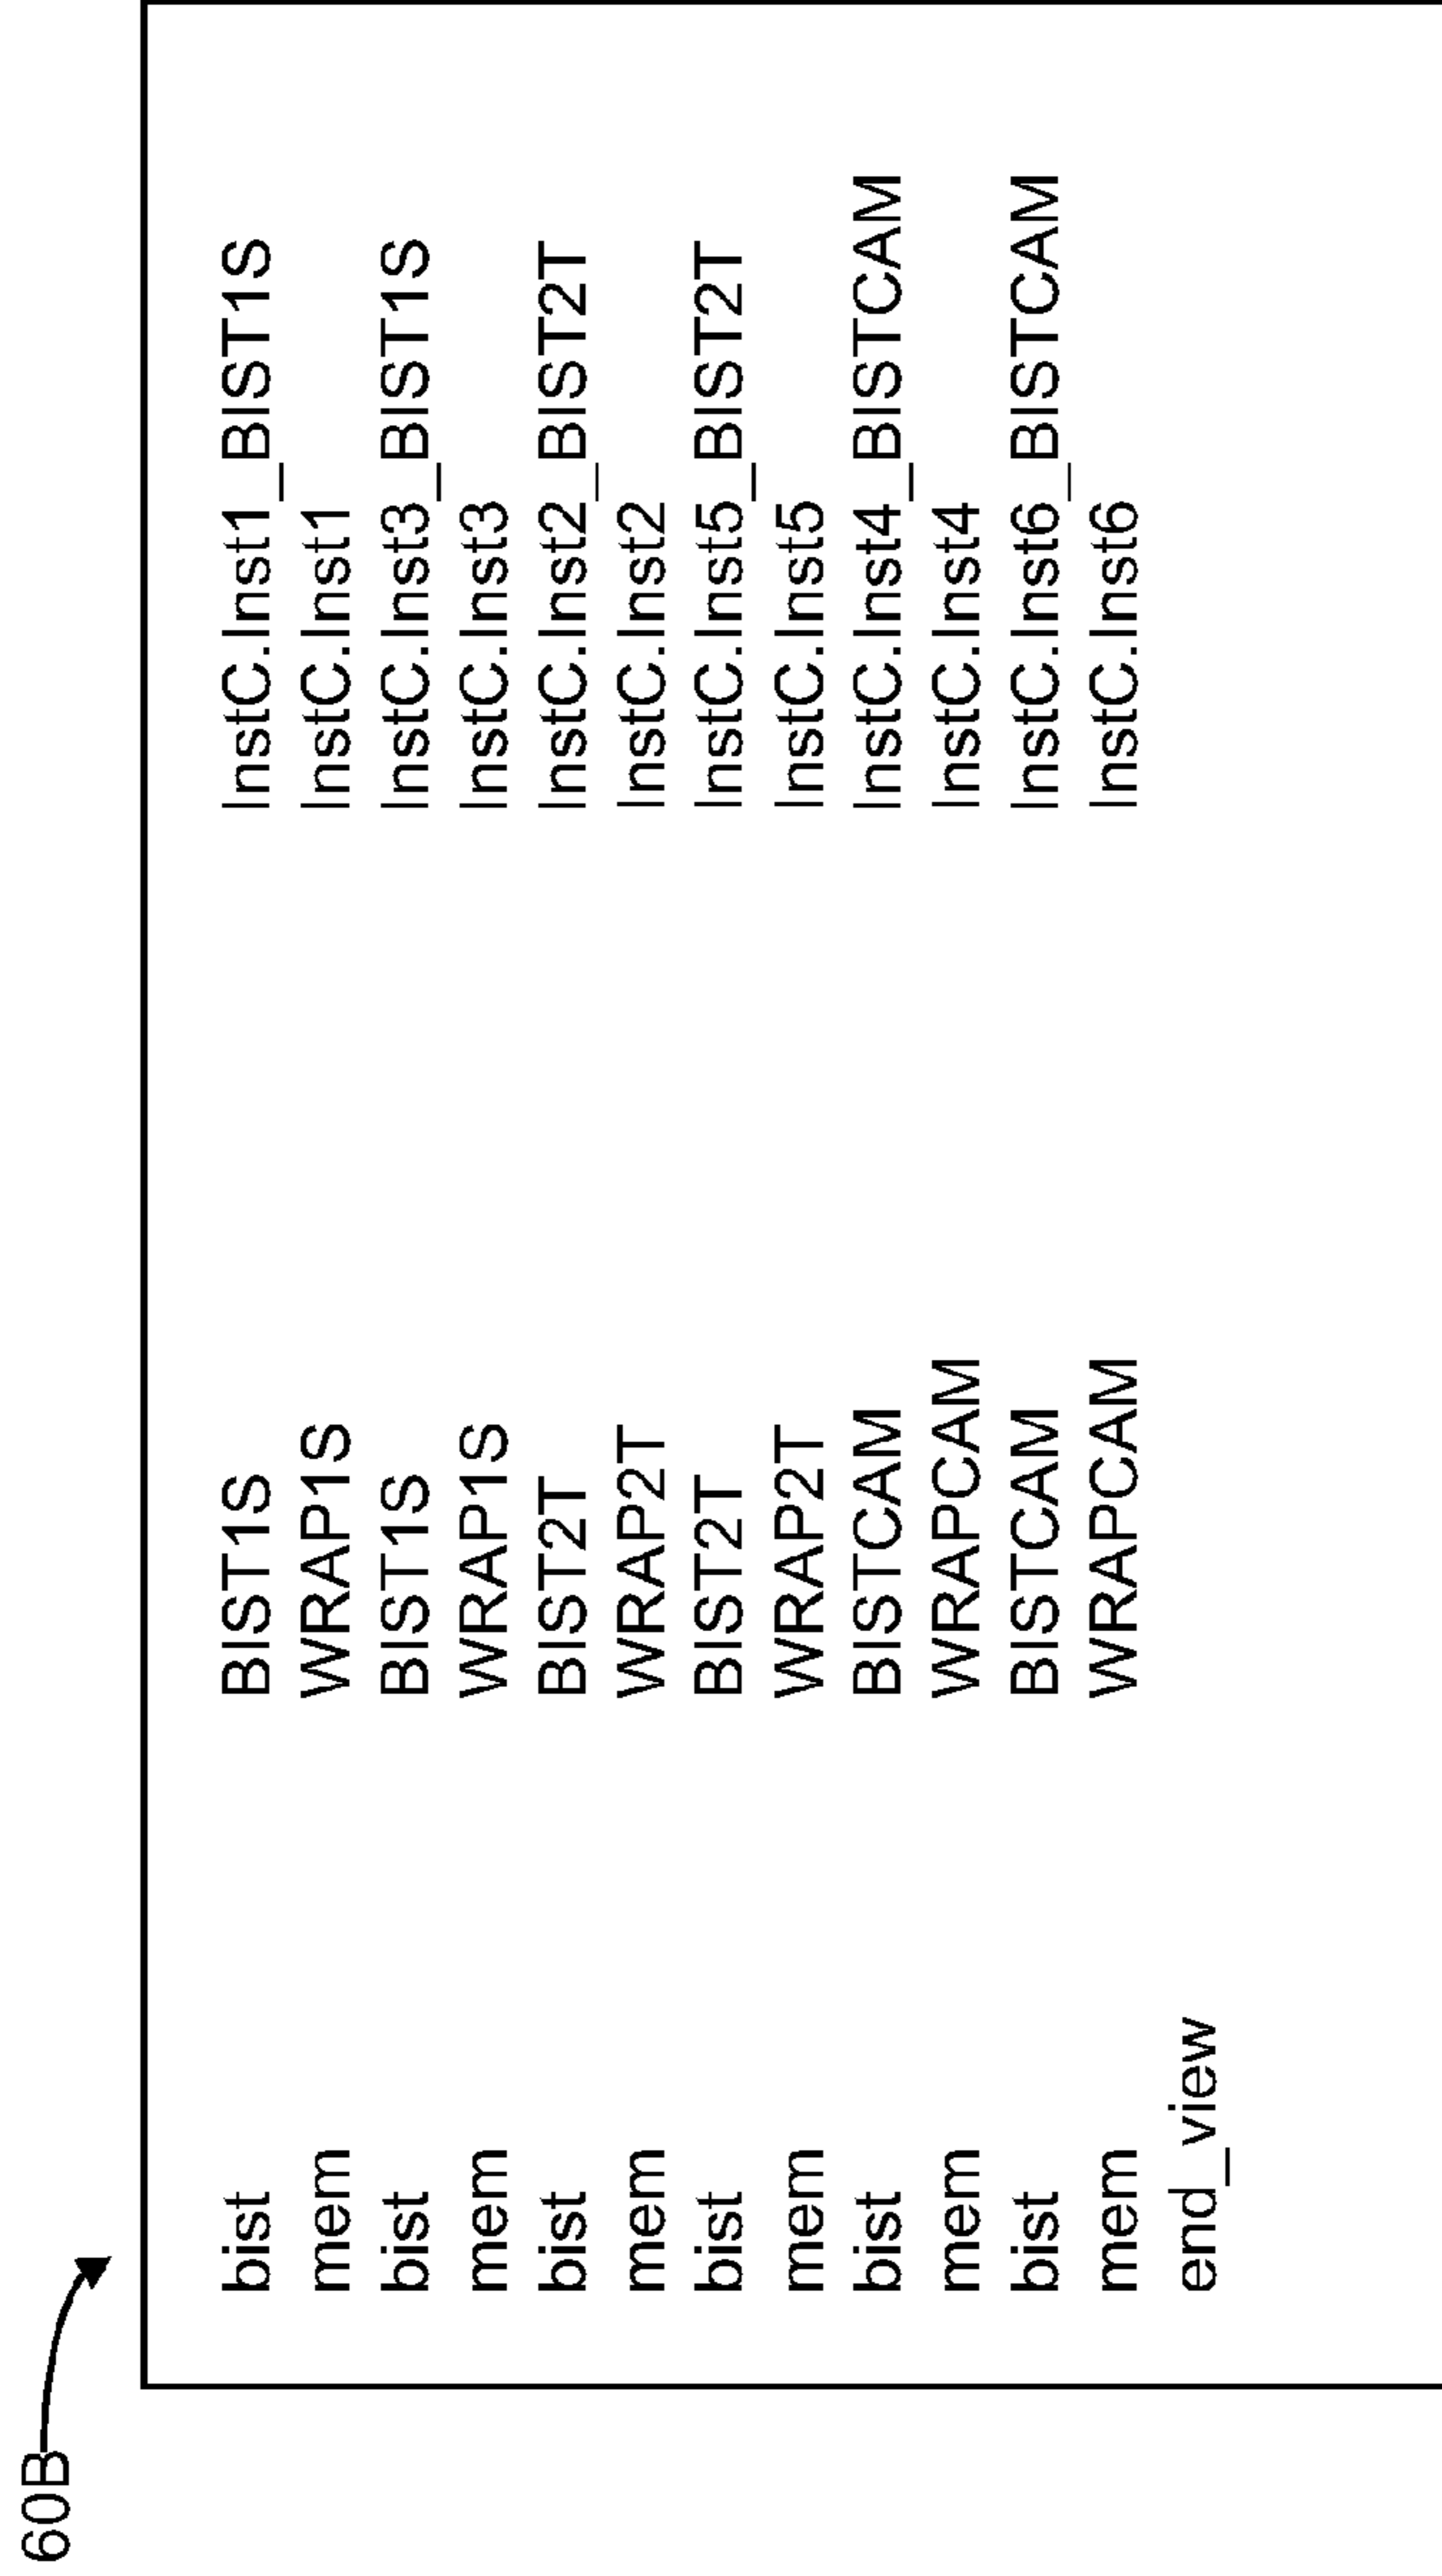 60B
bist BIST1S InstC.Inst1_BIST1S
mem WRAP1S InstC.Inst1
bist BIST1S InstC.Inst3_BIST1S
mem WRAP1S InstC.Inst3
bist BIST2T InstC.Inst2_BIST2T
mem WRAP2T InstC.Inst2
bist BIST2T InstC.Inst5_BIST2T
mem WRAP2T InstC.Inst5
bist BISTCAM InstC.Inst4_BISTCAM
mem WRAPCAM InstC.Inst4
bist BISTCAM InstC.Inst6_BISTCAM
mem WRAPCAM InstC.Inst6
end_view